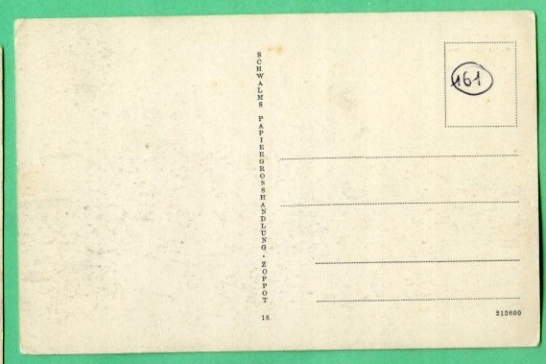 SCHWALMS PAPIERGROSSHANDLUNG · ZOPPOT
18
161
213600